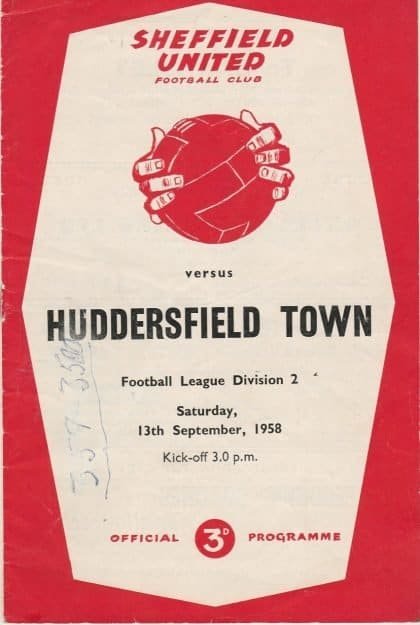 SHEFFIELD
UNITED
FOOTBALL CLUB
versus
HUDDERSFIELD TOWN
Football League Division 2
Saturday,
13th September, 1958
Kick-off 3.0 p.m.
OFFICIAL 3D PROGRAMME